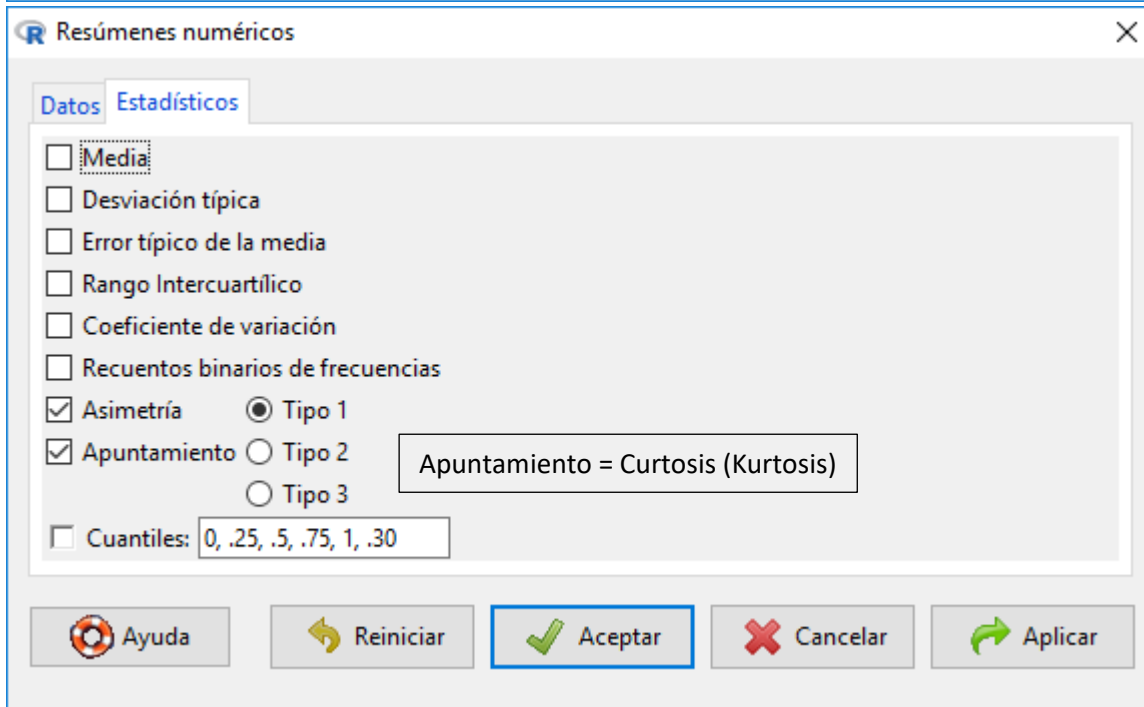 Resúmenes numéricos
Datos Estadísticos
Media
Desviación típica
Error típico de la media
Rango Intercuartílico
Coeficiente de variación
Recuentos binarios de frecuencias
Asimetría Tipo 1
Apuntamiento Tipo 2
Apuntamiento = Curtosis (Kurtosis)
Tipo 3
Cuantiles: 0, .25, .5, .75, 1, .30
Ayuda Reiniciar Aceptar Cancelar Aplicar